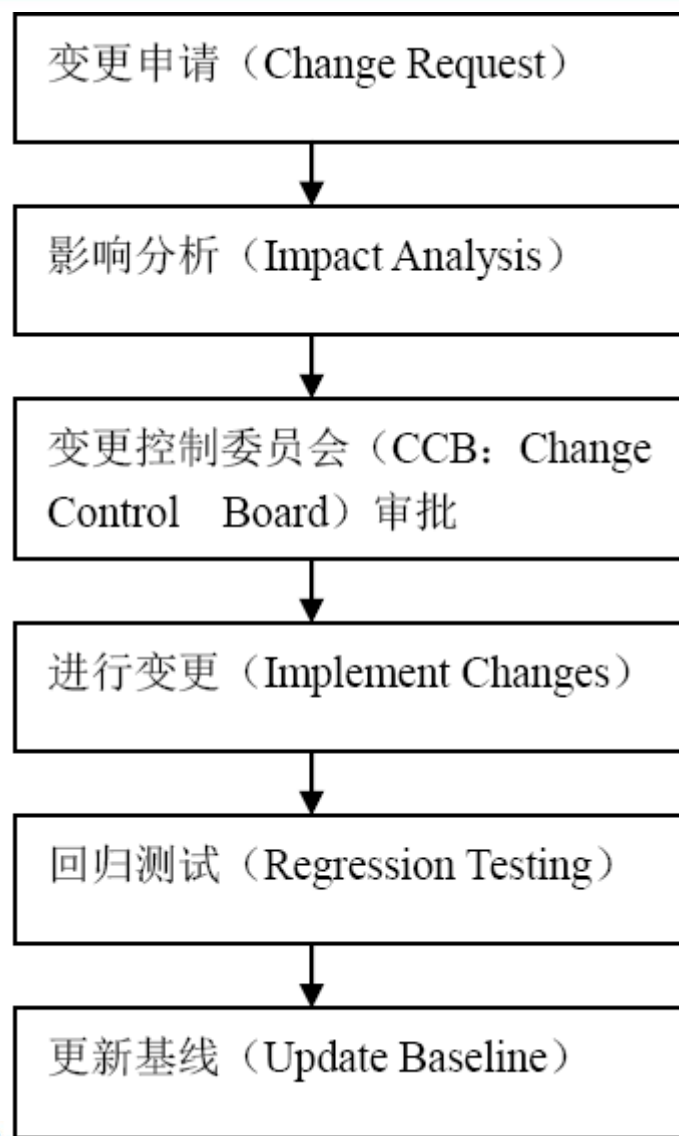 变更申请（Change Request）
影响分析（Impact Analysis）
变更控制委员会（CCB：Change
Control Board）审批
进行变更（Implement Changes）
回归测试（Regression Testing）
更新基线（Update Baseline）